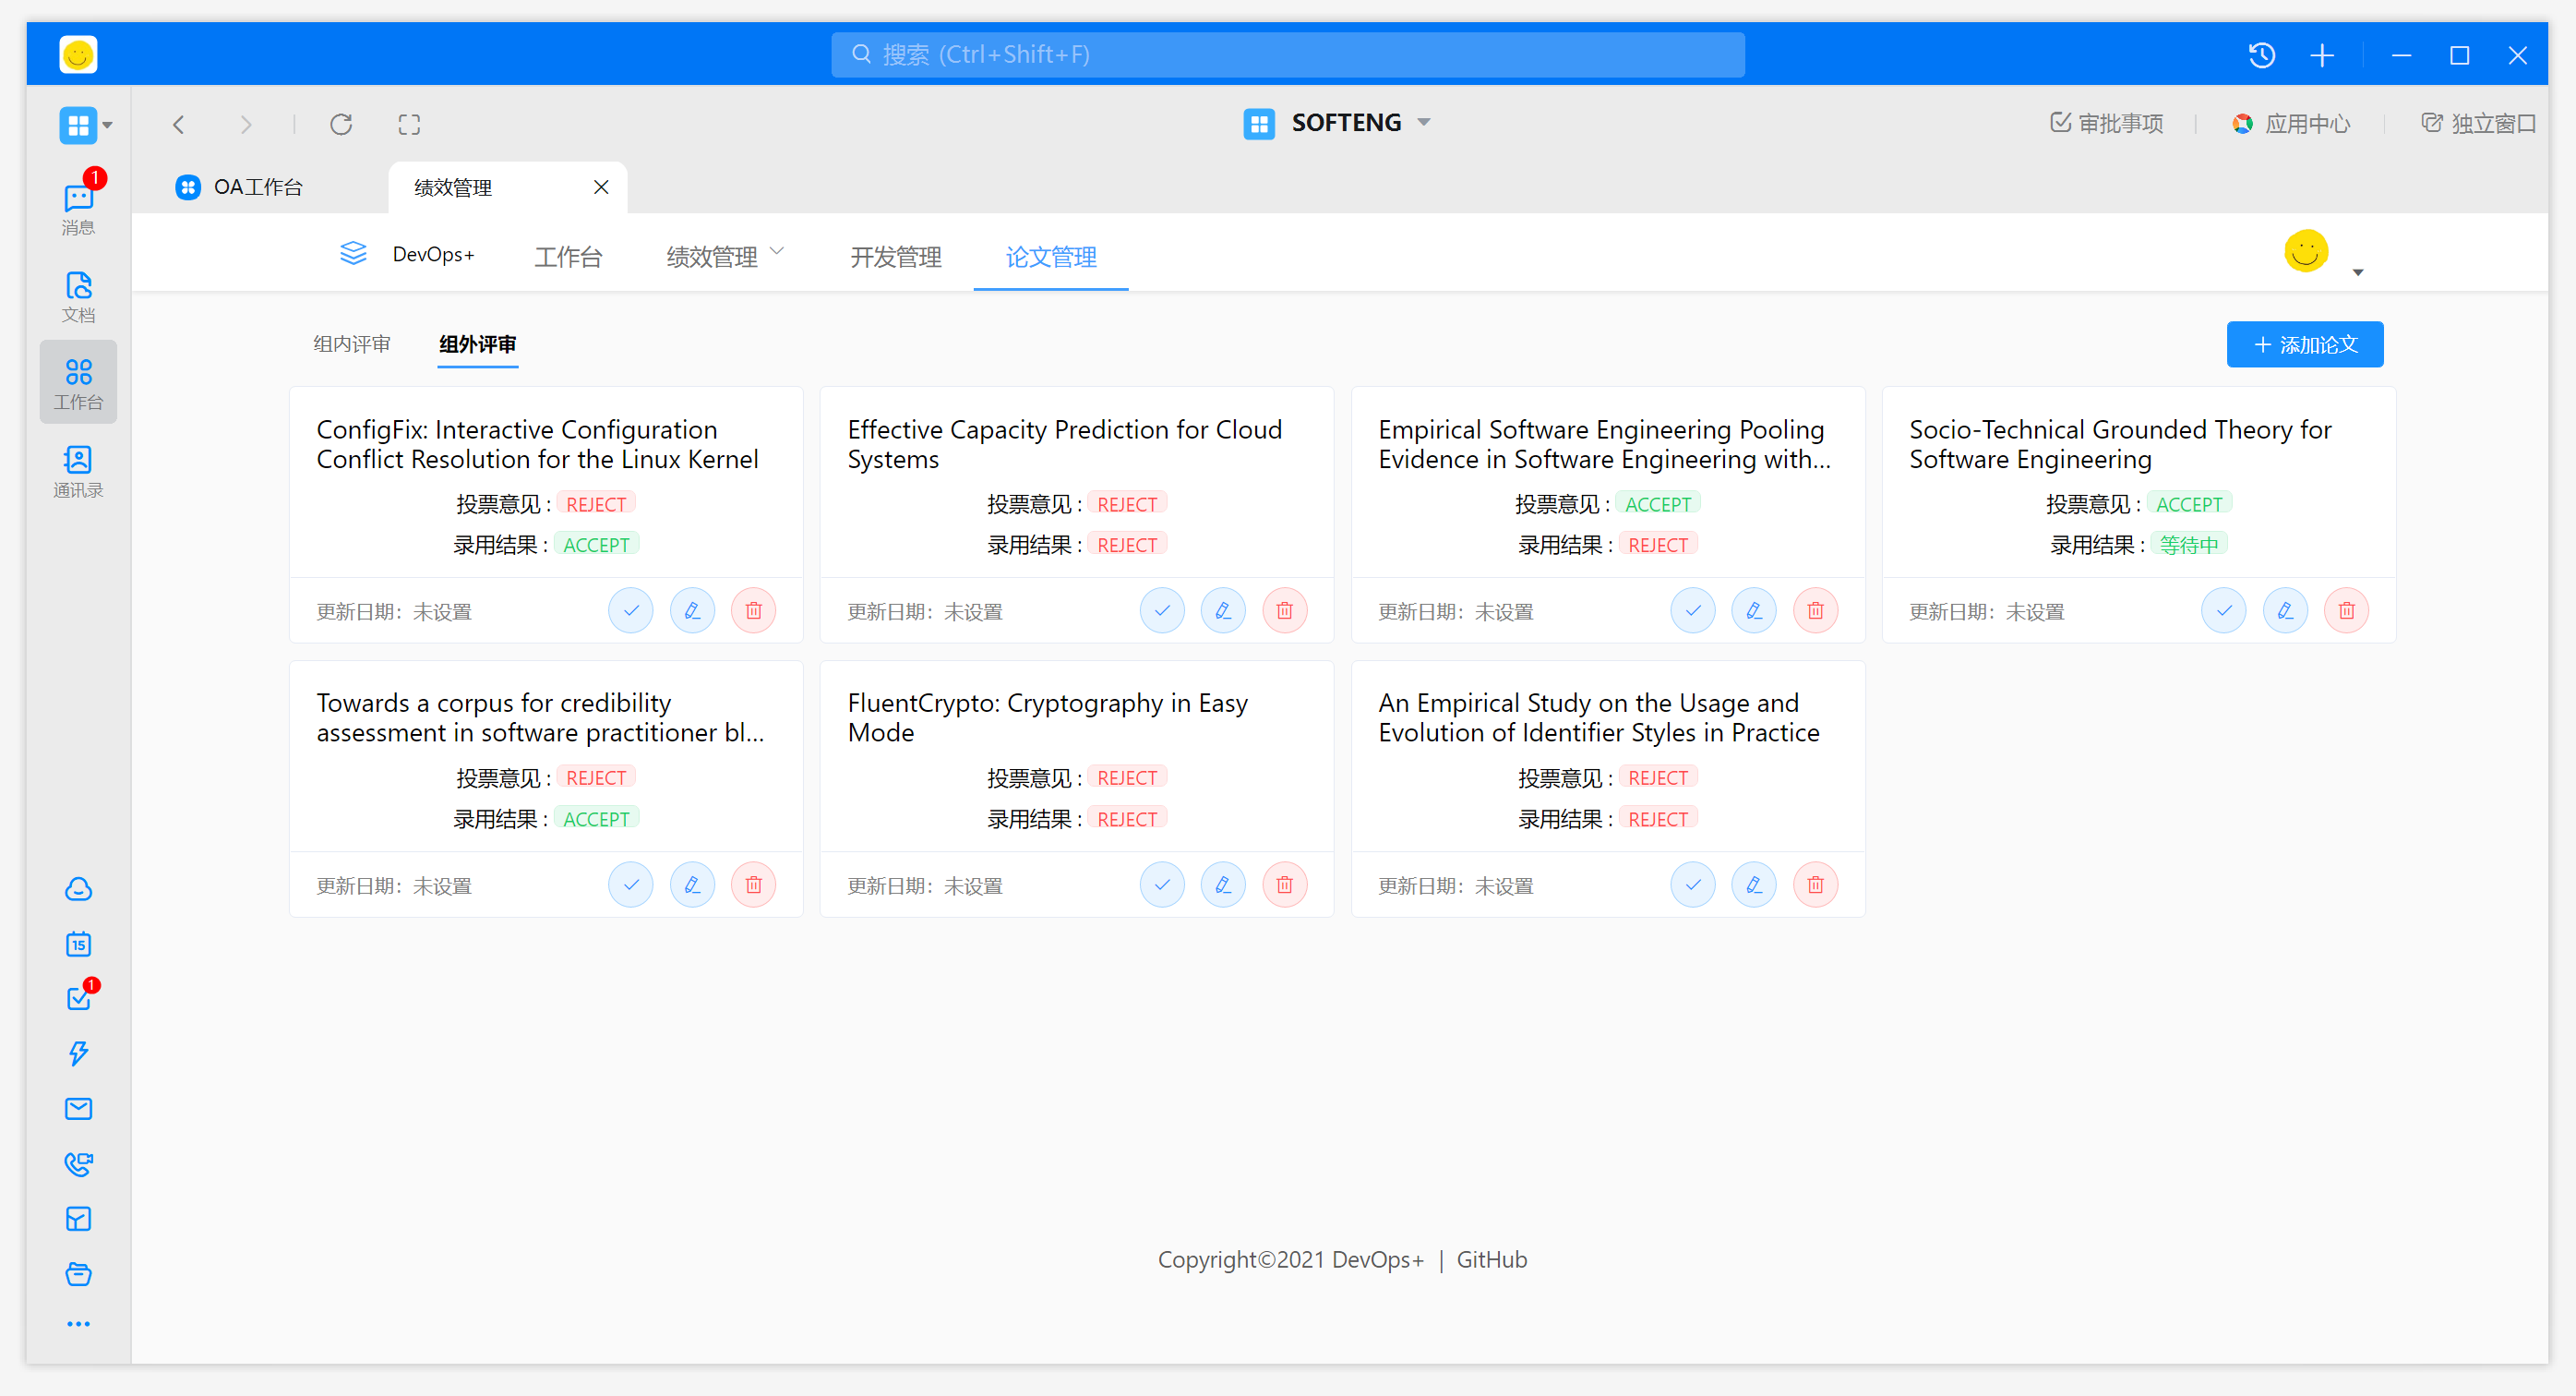 搜索 (Ctrl+Shift+F)
SOFTENG
审批事项
应用中心
独立窗口
OA工作台
绩效管理
1
消息
文档
工作台
通讯录
15
1
DevOps+
工作台
绩效管理
开发管理
论文管理
组内评审
组外评审
添加论文
ConfigFix: Interactive Configuration
Conflict Resolution for the Linux Kernel
投票意见 : REJECT
录用结果 : ACCEPT
更新日期：未设置
Effective Capacity Prediction for Cloud
Systems
投票意见 : REJECT
录用结果 : REJECT
更新日期：未设置
Empirical Software Engineering Pooling
Evidence in Software Engineering with...
投票意见 : ACCEPT
录用结果 : REJECT
更新日期：未设置
Socio-Technical Grounded Theory for
Software Engineering
投票意见 : ACCEPT
录用结果 : 等待中
更新日期：未设置
Towards a corpus for credibility
assessment in software practitioner bl...
投票意见 : REJECT
录用结果 : ACCEPT
更新日期：未设置
FluentCrypto: Cryptography in Easy
Mode
投票意见 : REJECT
录用结果 : REJECT
更新日期：未设置
An Empirical Study on the Usage and
Evolution of Identifier Styles in Practice
投票意见 : REJECT
录用结果 : REJECT
更新日期：未设置
Copyright©2021 DevOps+ | GitHub